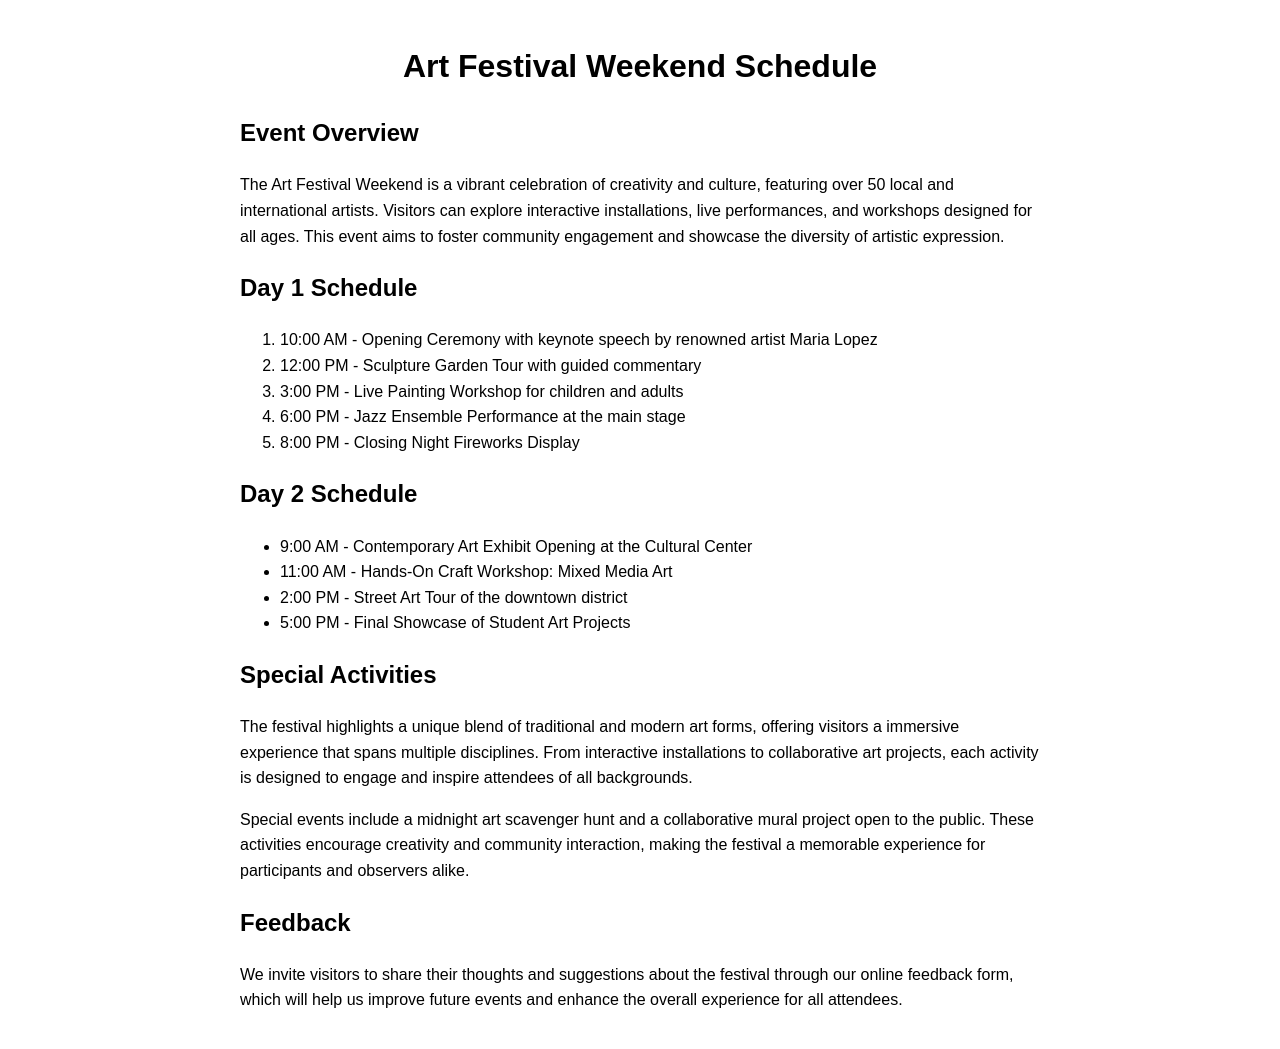 Art Festival Weekend Schedule
Event Overview
The Art Festival Weekend is a vibrant celebration of creativity and culture, featuring over 50 local and
international artists. Visitors can explore interactive installations, live performances, and workshops designed for
all ages. This event aims to foster community engagement and showcase the diversity of artistic expression.
Day 1 Schedule
1. 10:00 AM - Opening Ceremony with keynote speech by renowned artist Maria Lopez
2. 12:00 PM - Sculpture Garden Tour with guided commentary
3. 3:00 PM - Live Painting Workshop for children and adults
4. 6:00 PM - Jazz Ensemble Performance at the main stage
5. 8:00 PM - Closing Night Fireworks Display
Day 2 Schedule
• 9:00 AM - Contemporary Art Exhibit Opening at the Cultural Center
• 11:00 AM - Hands-On Craft Workshop: Mixed Media Art
• 2:00 PM - Street Art Tour of the downtown district
• 5:00 PM - Final Showcase of Student Art Projects
Special Activities
The festival highlights a unique blend of traditional and modern art forms, offering visitors a immersive
experience that spans multiple disciplines. From interactive installations to collaborative art projects, each activity
is designed to engage and inspire attendees of all backgrounds.
Special events include a midnight art scavenger hunt and a collaborative mural project open to the public. These
activities encourage creativity and community interaction, making the festival a memorable experience for
participants and observers alike.
Feedback
We invite visitors to share their thoughts and suggestions about the festival through our online feedback form,
which will help us improve future events and enhance the overall experience for all attendees.